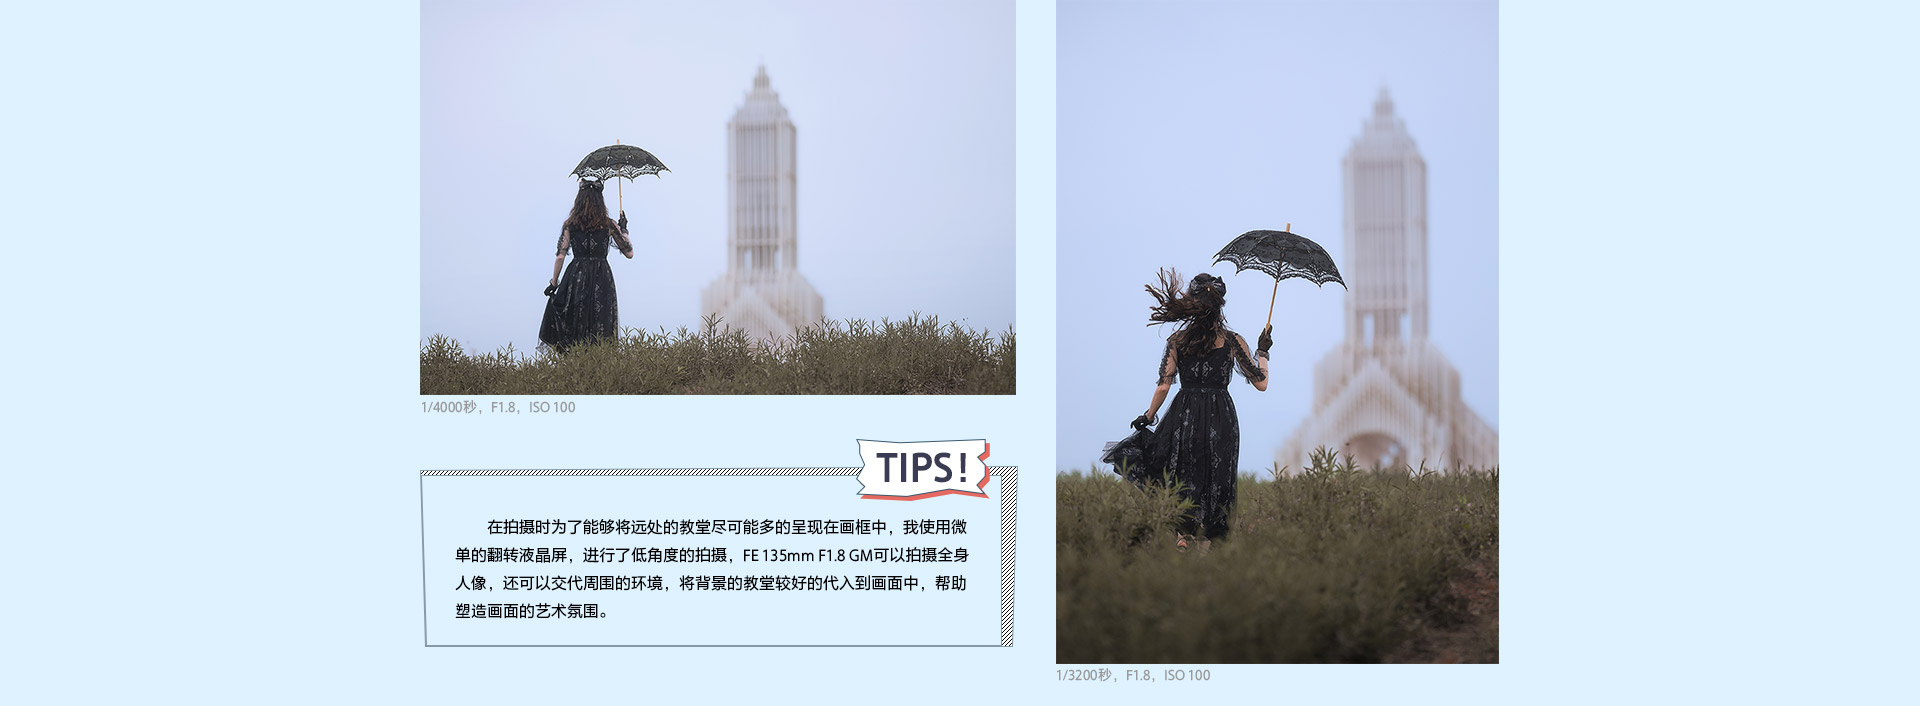 1/4000秒，F1.8，ISO 100
TIPS!
在拍摄时为了能够将远处的教堂尽可能多的呈现在画框中，我使用微
单的翻转液晶屏，进行了低角度的拍摄，FE 135mm F1.8 GM可以拍摄全身
人像，还可以交代周围的环境，将背景的教堂较好的代入到画面中，帮助
塑造画面的艺术氛围。
1/3200秒，F1.8，ISO 100